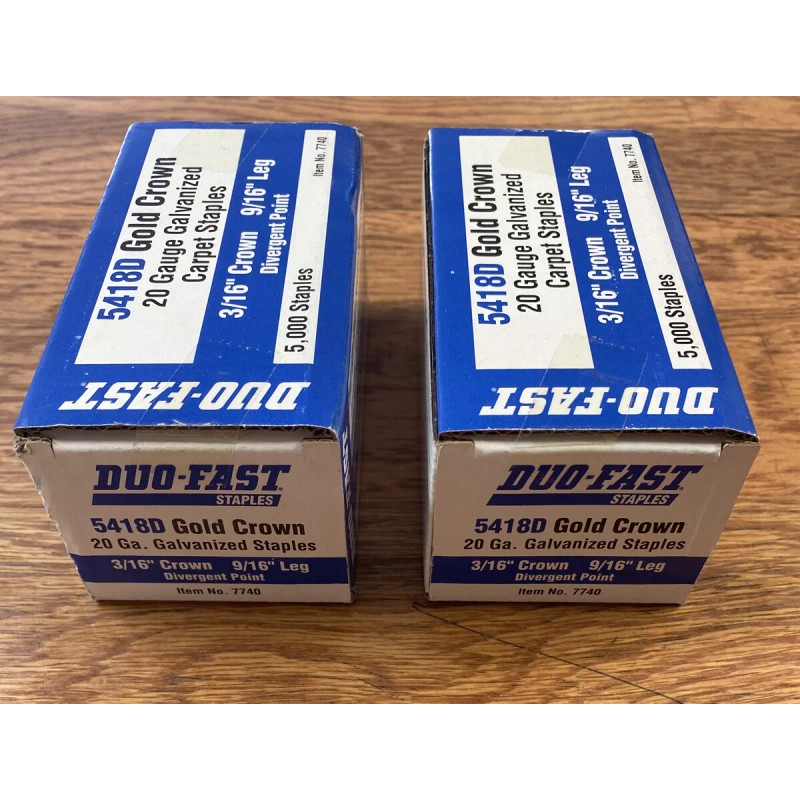 5418D Gold Crown
20 Gauge Galvanized
Carpet Staples
3/16" Crown 9/16" Leg
Divergent Point
5,000 Staples
Item No. 7740
DUO-FAST
DUO-FAST
STAPLES
5418D Gold Crown
20 Ga. Galvanized Staples
3/16" Crown 9/16" Leg
Divergent Point
Item No. 7740
5418D Gold Crown
20 Gauge Galvanized
Carpet Staples
3/16" Crown 9/16" Leg
Divergent Point
5,000 Staples
Item No. 7740
DUO-FAST
DUO-FAST
STAPLES
5418D Gold Crown
20 Ga. Galvanized Staples
3/16" Crown 9/16" Leg
Divergent Point
Item No. 7740